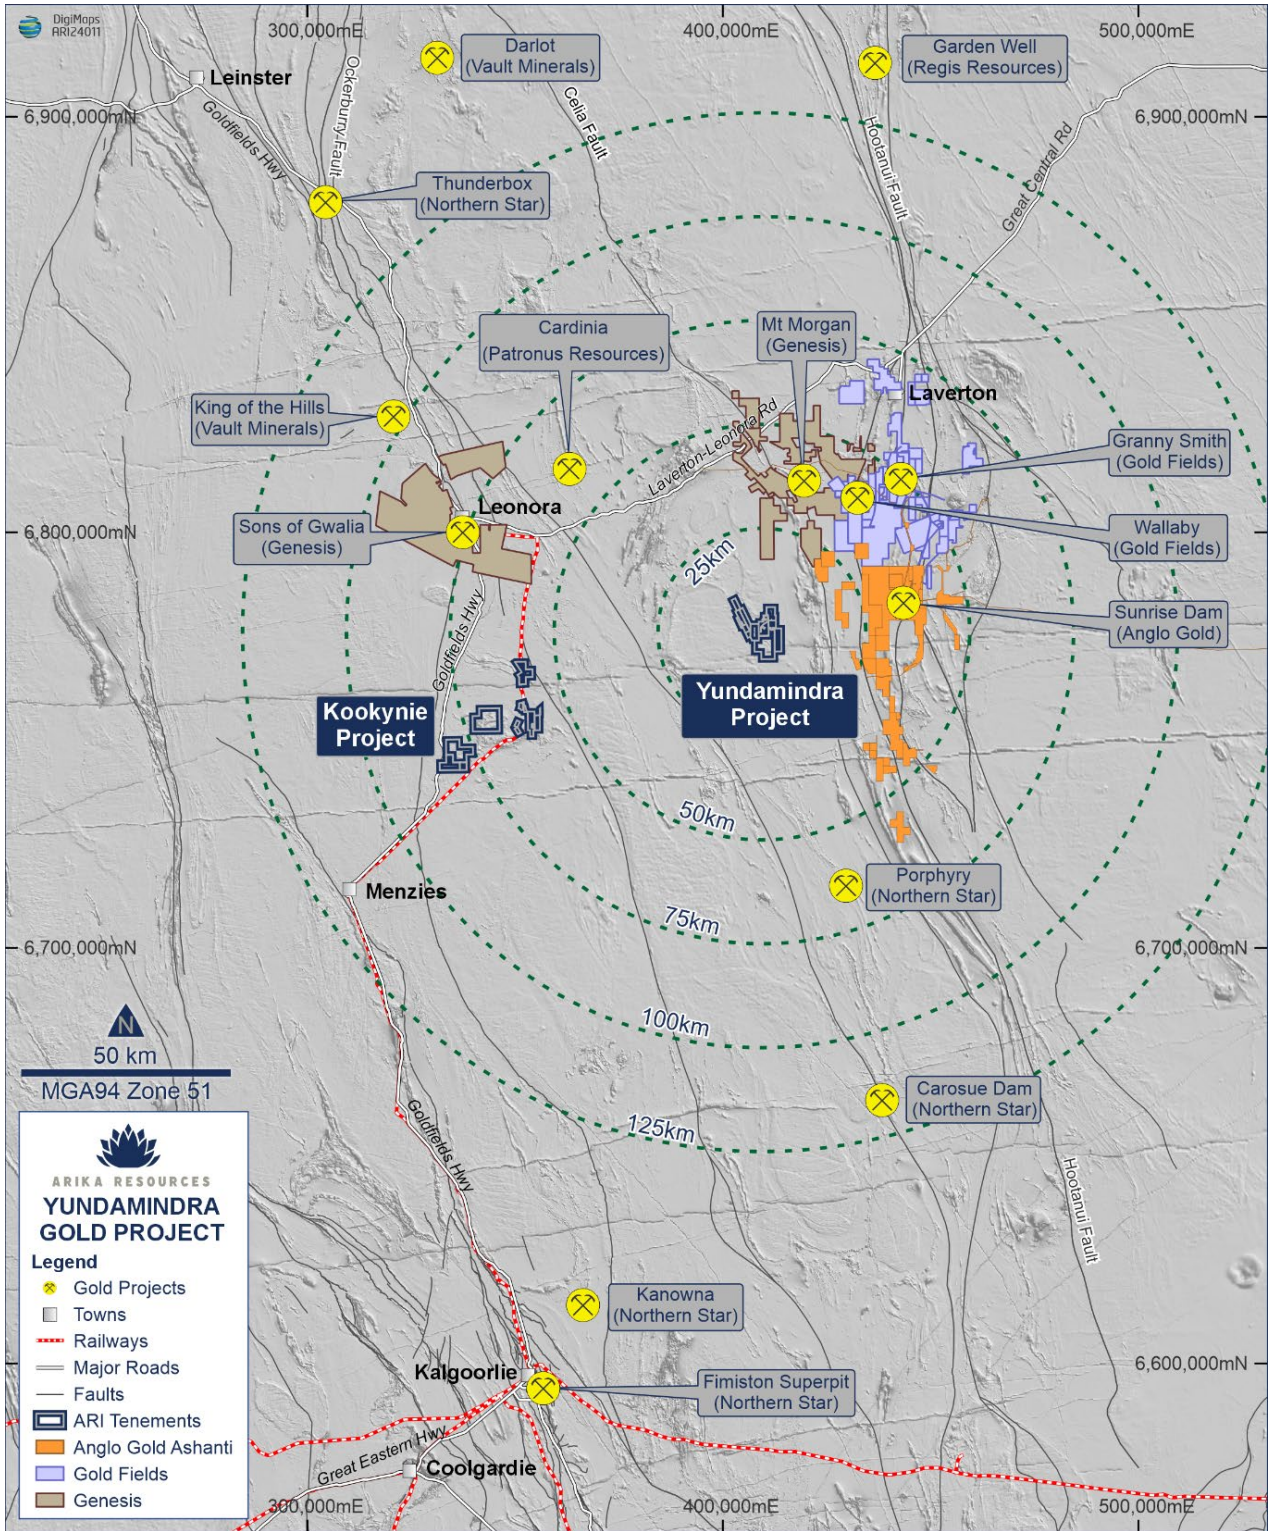 DigiMaps
ARI24011
300,000mE
400,000mE
500,000mE
Darlot
(Vault Minerals)
Garden Well
(Regis Resources)
Leinster
Ockerburry Fault
Celia Fault
6,900,000mN
6,900,000mN
Goldfields Hwy
Hootanui Fault
Great Central Rd
Thunderbox
(Northern Star)
Cardinia
(Patronus Resources)
Mt Morgan
(Genesis)
Laverton
King of the Hills
(Vault Minerals)
Laverton-Leonora Rd
Granny Smith
(Gold Fields)
Leonora
Sons of Gwalia
(Genesis)
6,800,000mN
6,800,000mN
Wallaby
(Gold Fields)
25km
Sunrise Dam
(Anglo Gold)
Goldfields Hwy
Yundamindra
Project
Kookynie
Project
50km
Menzies
Porphyry
(Northern Star)
75km
6,700,000mN
6,700,000mN
100km
N
50 km
MGA94 Zone 51
Carosue Dam
(Northern Star)
125km
Goldfields Hwy
Hootanui Fault
ARIKA RESOURCES
YUNDAMINDRA
GOLD PROJECT
Legend
Gold Projects
Towns
Railways
Major Roads
Faults
ARI Tenements
Anglo Gold Ashanti
Gold Fields
Genesis
Kanowna
(Northern Star)
Kalgoorlie
6,600,000mN
Fimiston Superpit
(Northern Star)
Great Eastern Hwy
Coolgardie
300,000mE
400,000mE
500,000mE